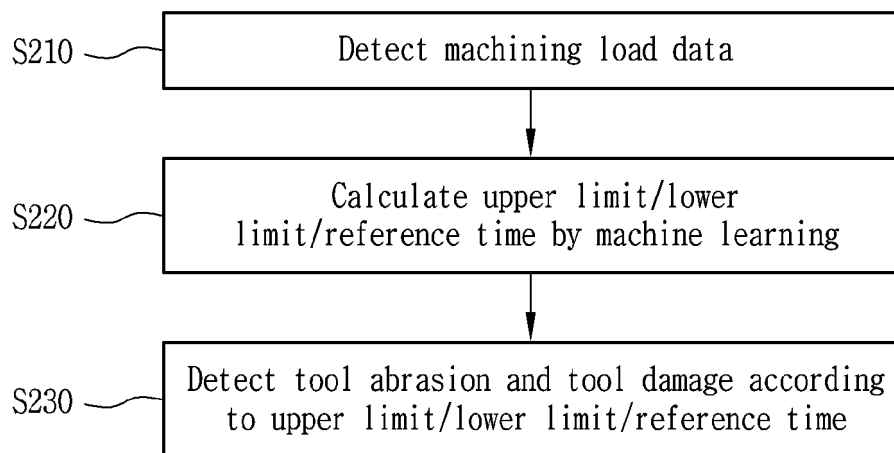 S210
Detect machining load data
S220
Calculate upper limit/lower
limit/reference time by machine learning
S230
Detect tool abrasion and tool damage according
to upper limit/lower limit/reference time